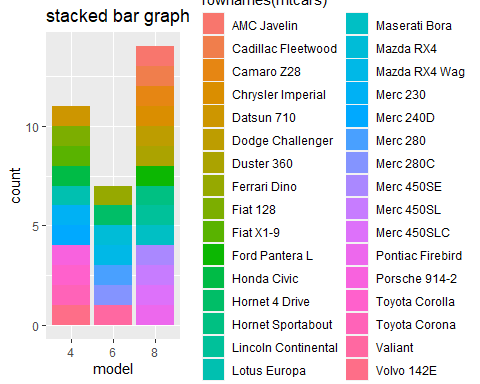 stacked bar graph
rownames(mtcars)
AMC Javelin
Cadillac Fleetwood
Camaro Z28
Chrysler Imperial
Datsun 710
Dodge Challenger
Duster 360
Ferrari Dino
Fiat 128
Fiat X1-9
Ford Pantera L
Honda Civic
Hornet 4 Drive
Hornet Sportabout
Lincoln Continental
Lotus Europa
Maserati Bora
Mazda RX4
Mazda RX4 Wag
Merc 230
Merc 240D
Merc 280
Merc 280C
Merc 450SE
Merc 450SL
Merc 450SLC
Pontiac Firebird
Porsche 914-2
Toyota Corolla
Toyota Corona
Valiant
Volvo 142E
count
10
5
0
4 6 8
model